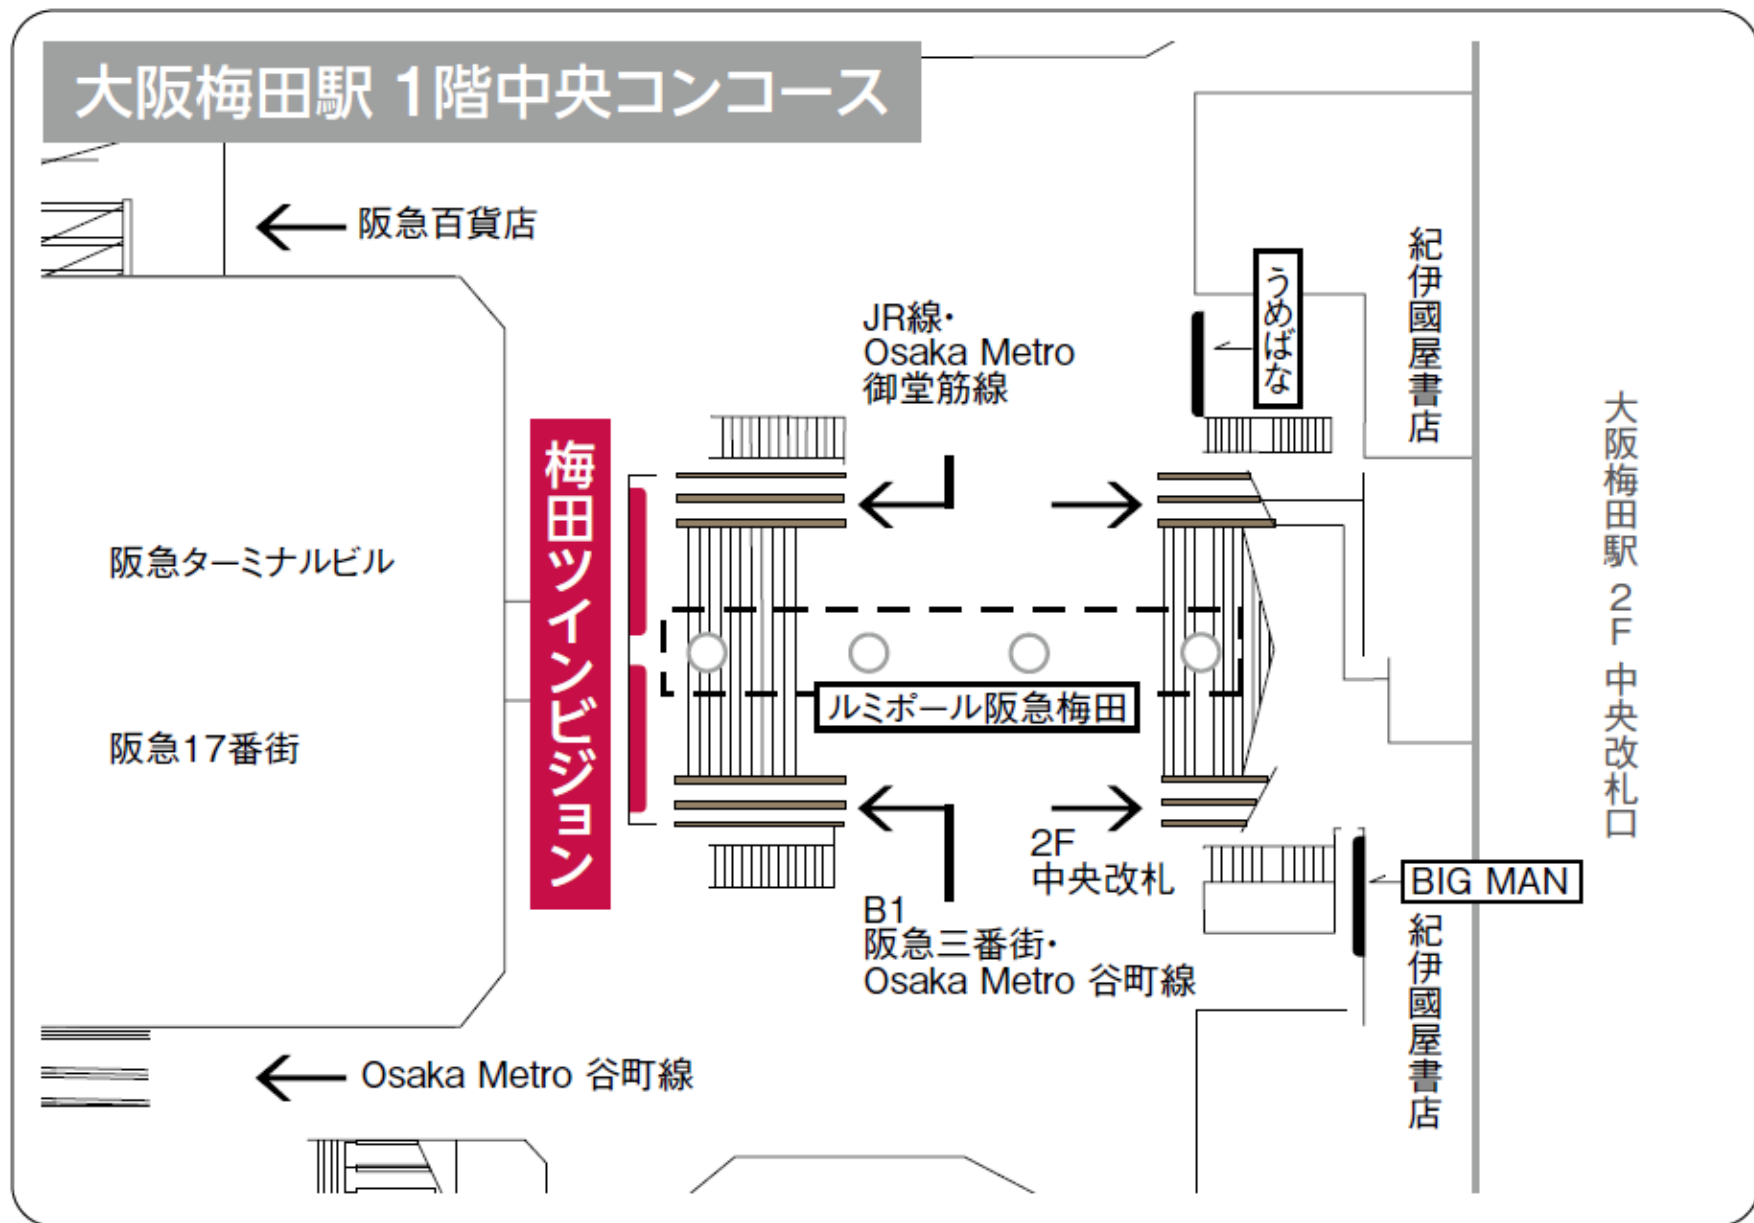 大阪梅田駅 1階中央コンコース
阪急百貨店
うめばな
紀伊國屋書店
JR線・
Osaka Metro
御堂筋線
大阪梅田駅 2F 中央改札口
梅田ツインビジョン
阪急ターミナルビル
ルミポール阪急梅田
阪急17番街
2F
中央改札
BIG MAN
B1
阪急三番街・
Osaka Metro 谷町線
紀伊國屋書店
Osaka Metro 谷町線